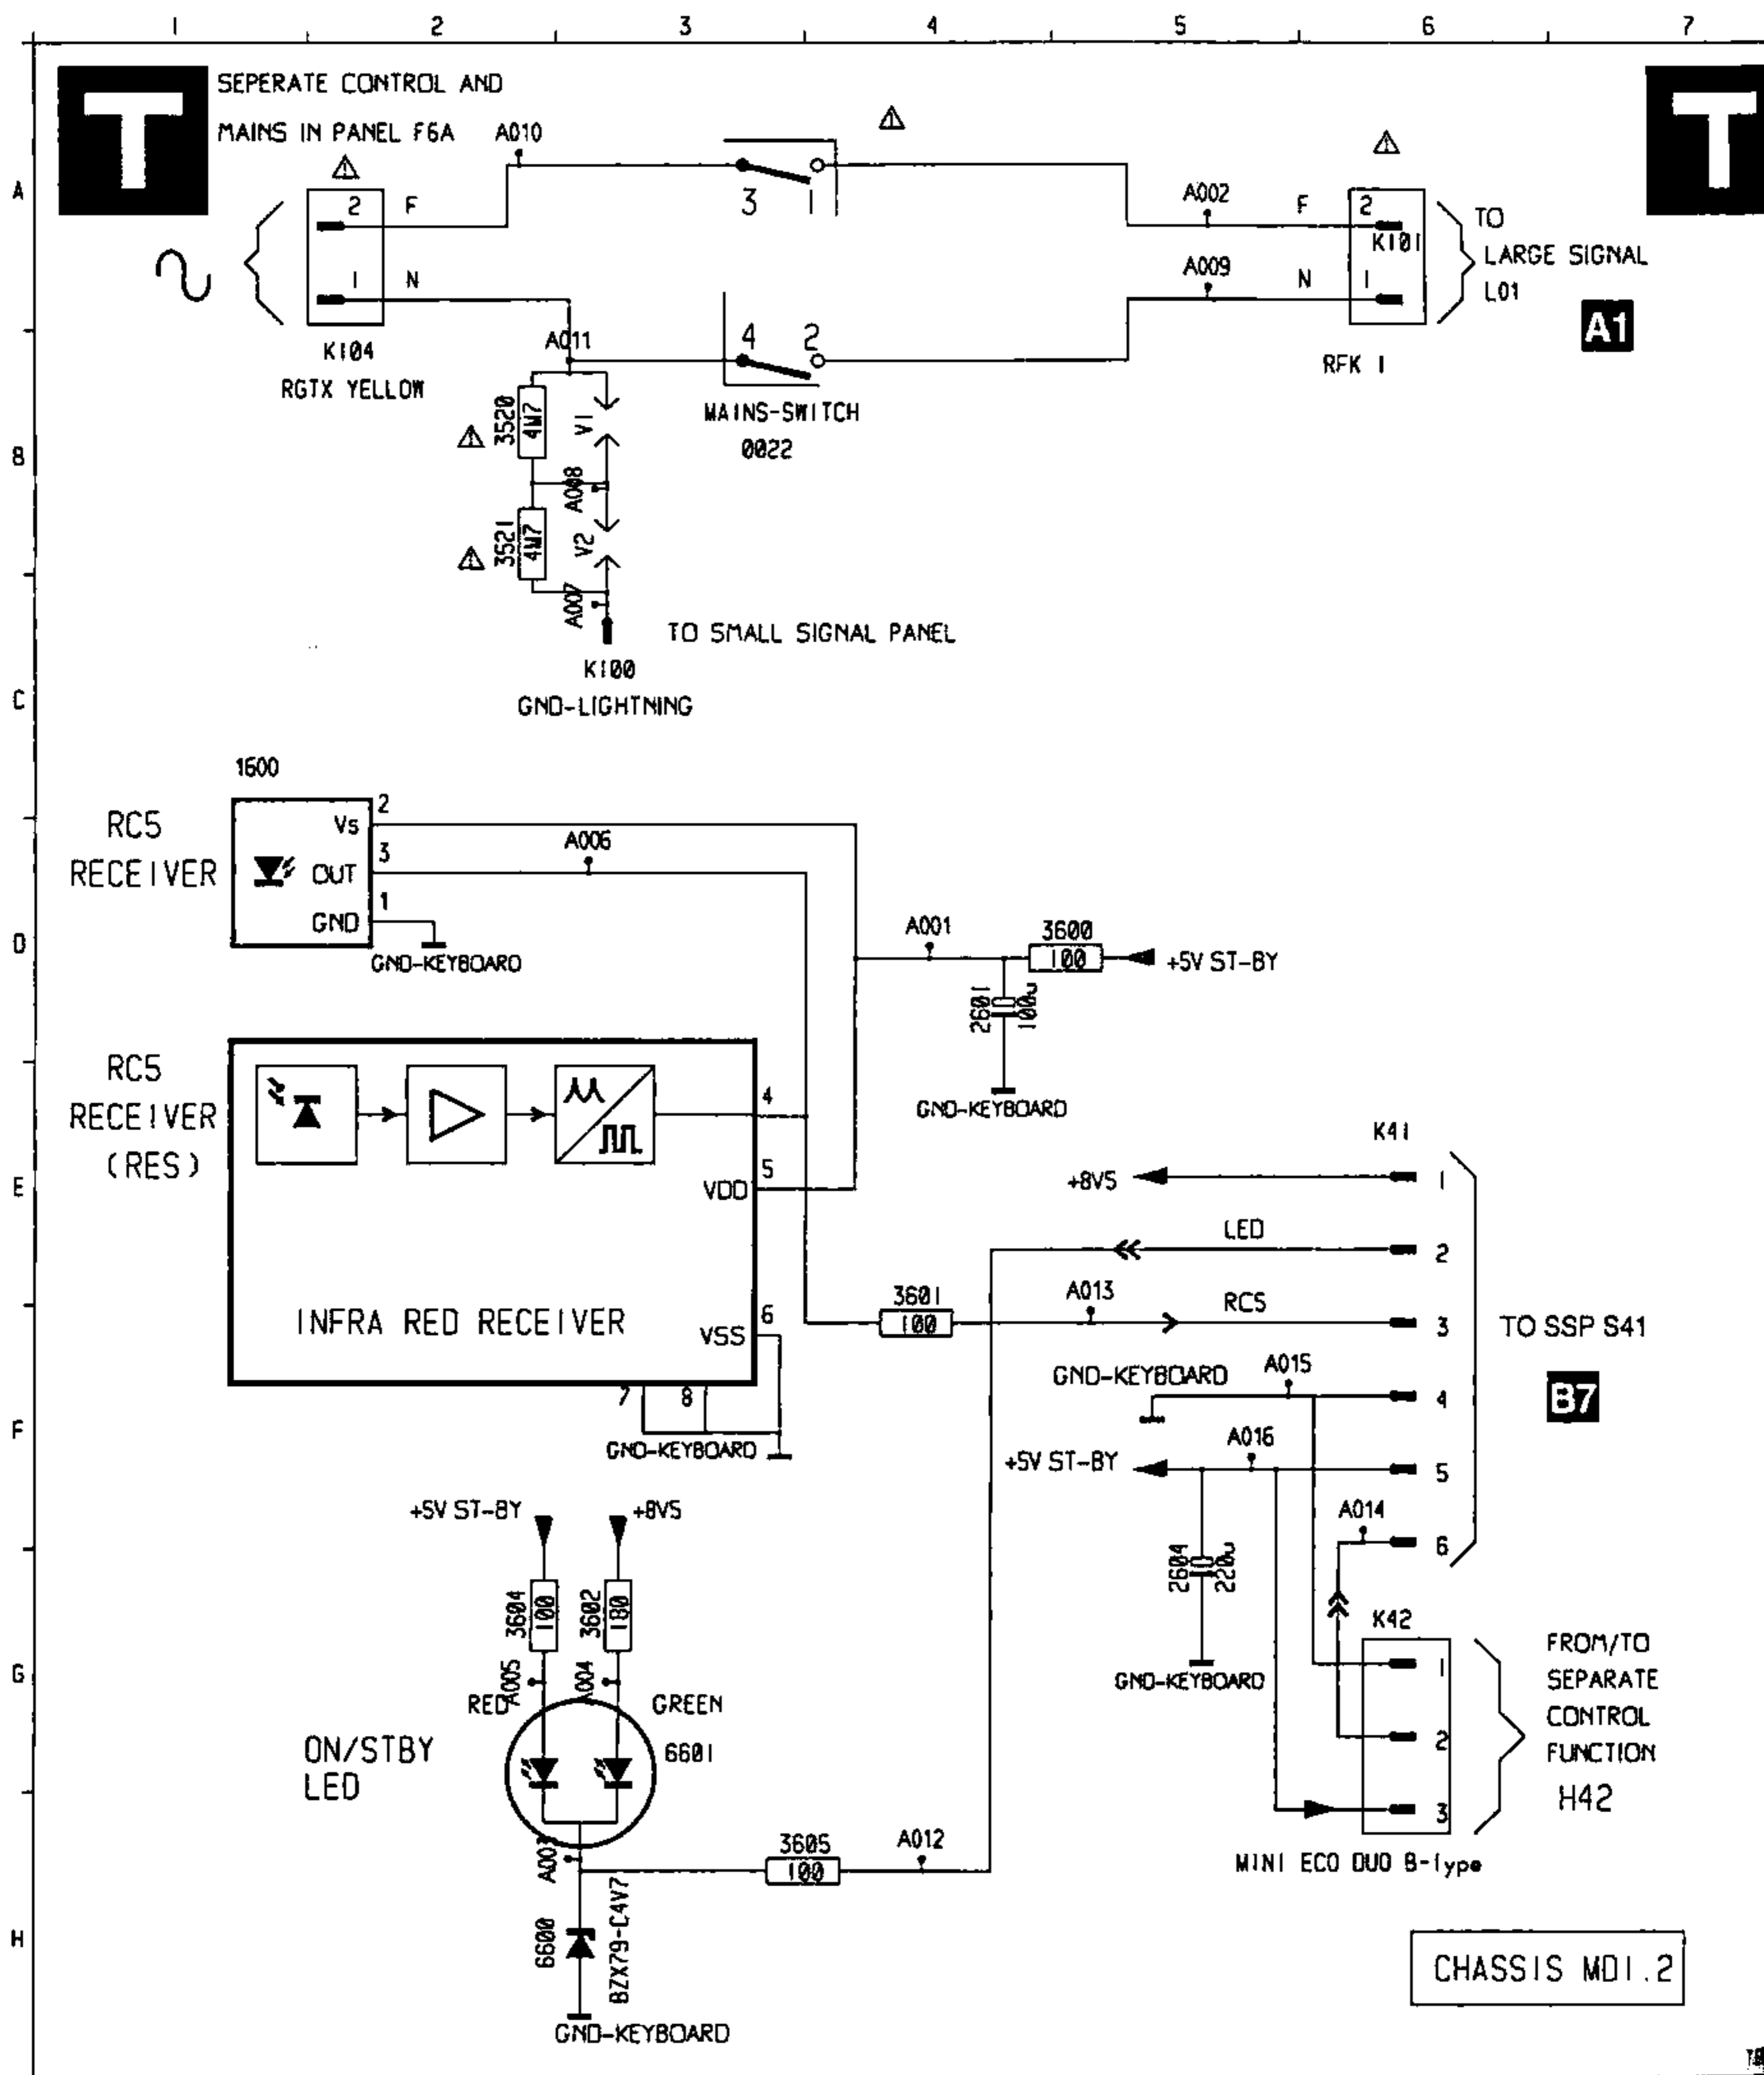 1 2 3 4 5 6 7
T
SEPERATE CONTROL AND
MAINS IN PANEL F6A
T
A
B
C
D
E
F
G
H
A010
3 1
A002
2 F
F 2
K101
TO
LARGE SIGNAL
L01
1 N
A009
N 1
A1
K104
RGTX YELLOW
A011
4 2
RFK 1
MAINS-SWITCH
0022
3520
4M7
V1
A008
3521
4M7
V2
A007
TO SMALL SIGNAL PANEL
K100
GND-LIGHTNING
1600
RC5
RECEIVER
Vs
2
OUT
3
GND
1
A006
GND-KEYBOARD
A001
3600
100
+5V ST-BY
2601
100u
GND-KEYBOARD
RC5
RECEIVER
(RES)
4
5
VDD
6
VSS
INFRA RED RECEIVER
7 8
GND-KEYBOARD
K41
+8V5
1
LED
2
3601
100
A013
RC5
3
TO SSP S41
GND-KEYBOARD
A015
4
B7
+5V ST-BY
A016
5
A014
6
2604
220u
GND-KEYBOARD
K42
1
2
3
FROM/TO
SEPARATE
CONTROL
FUNCTION
H42
MINI ECO DUO B-Type
+5V ST-BY
+8V5
3604
100
3602
180
A005
A004
RED
GREEN
6601
ON/STBY
LED
A003
3605
100
A012
6600
BZX79-C4V7
GND-KEYBOARD
CHASSIS MD1.2